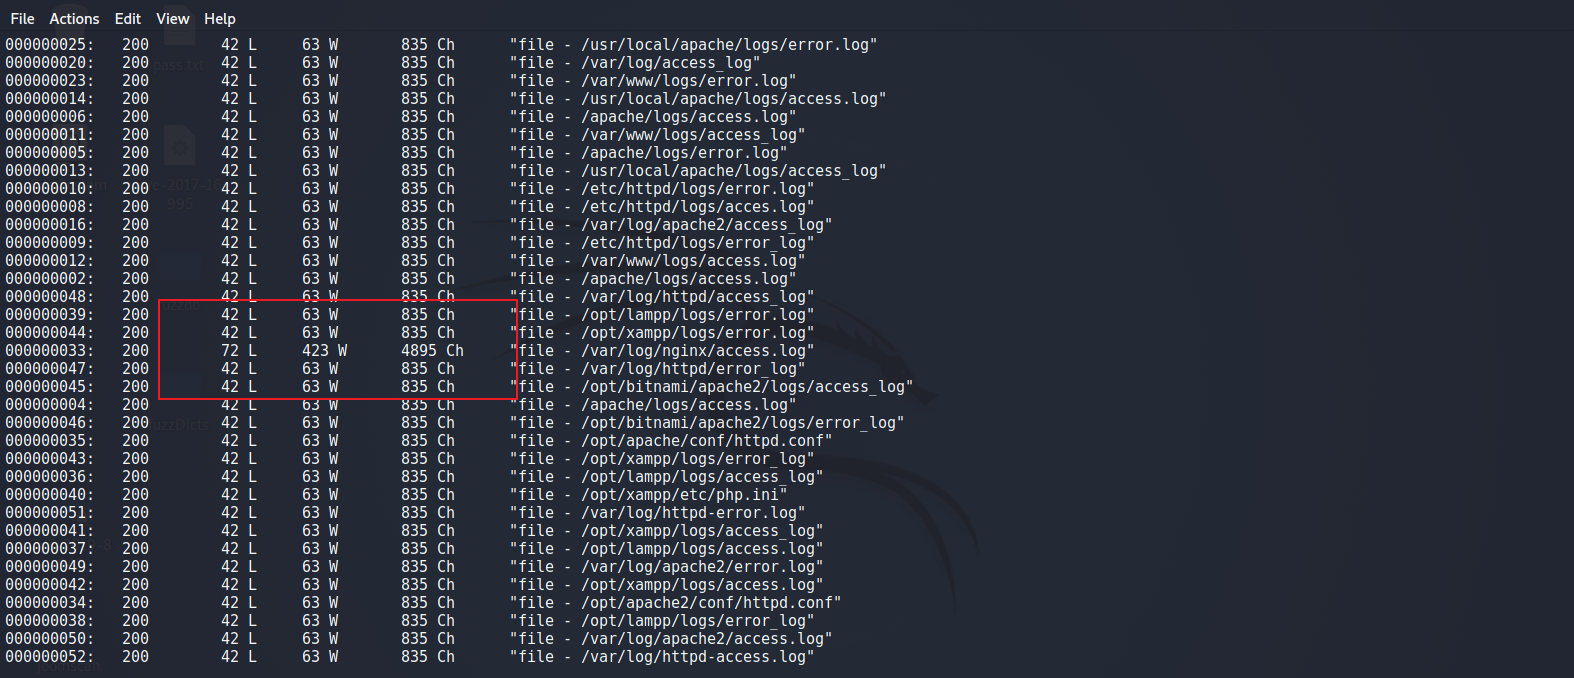 File Actions Edit View Help
000000025: 200 42 L 63 W 835 Ch "file - /usr/local/apache/logs/error.log"
000000020: 200 42 L 63 W 835 Ch "file - /var/log/access_log"
pass.txt
000000023: 200 42 L 63 W 835 Ch "file - /var/www/logs/error.log"
000000014: 200 42 L 63 W 835 Ch "file - /usr/local/apache/logs/access.log"
000000006: 200 42 L 63 W 835 Ch "file - /apache/logs/access.log"
000000011: 200 42 L 63 W 835 Ch "file - /var/www/logs/access_log"
000000005: 200 42 L 63 W 835 Ch "file - /apache/logs/error.log"
000000013: 200 42 L 63 W 835 Ch "file - /usr/local/apache/logs/access_log"
000000010: 200 42 L 63 W 835 Ch "file - /etc/httpd/logs/error.log"
000000008: 200 42 L 63 W 835 Ch "file - /etc/httpd/logs/acces.log"
995
000000016: 200 42 L 63 W 835 Ch "file - /var/log/apache2/access_log"
000000009: 200 42 L 63 W 835 Ch "file - /etc/httpd/logs/error_log"
000000012: 200 42 L 63 W 835 Ch "file - /var/www/logs/access.log"
000000002: 200 42 L 63 W 835 Ch "file - /apache/logs/access.log"
000000048: 200 42 L 63 W 835 Ch "file - /var/log/httpd/access_log"
000000039: 200 42 L 63 W 835 Ch "file - /opt/lampp/logs/error.log"
000000044: 200 42 L 63 W 835 Ch "file - /opt/xampp/logs/error.log"
000000033: 200 72 L 423 W 4895 Ch "file - /var/log/nginx/access.log"
000000047: 200 42 L 63 W 835 Ch "file - /var/log/httpd/error_log"
000000045: 200 42 L 63 W 835 Ch "file - /opt/bitnami/apache2/logs/access_log"
000000004: 200 42 L 63 W 835 Ch "file - /apache/logs/access.log"
000000046: 200 42 L 63 W 835 Ch "file - /opt/bitnami/apache2/logs/error_log"
000000035: 200 42 L 63 W 835 Ch "file - /opt/apache/conf/httpd.conf"
000000043: 200 42 L 63 W 835 Ch "file - /opt/xampp/logs/error_log"
000000036: 200 42 L 63 W 835 Ch "file - /opt/lampp/logs/access_log"
000000040: 200 42 L 63 W 835 Ch "file - /opt/xampp/etc/php.ini"
000000051: 200 42 L 63 W 835 Ch "file - /var/log/httpd-error.log"
000000041: 200 42 L 63 W 835 Ch "file - /opt/xampp/logs/access_log"
000000037: 200 42 L 63 W 835 Ch "file - /opt/lampp/logs/access.log"
000000049: 200 42 L 63 W 835 Ch "file - /var/log/apache2/error.log"
000000042: 200 42 L 63 W 835 Ch "file - /opt/xampp/logs/access.log"
000000034: 200 42 L 63 W 835 Ch "file - /opt/apache2/conf/httpd.conf"
000000038: 200 42 L 63 W 835 Ch "file - /opt/lampp/logs/error_log"
000000050: 200 42 L 63 W 835 Ch "file - /var/log/apache2/access.log"
000000052: 200 42 L 63 W 835 Ch "file - /var/log/httpd-access.log"